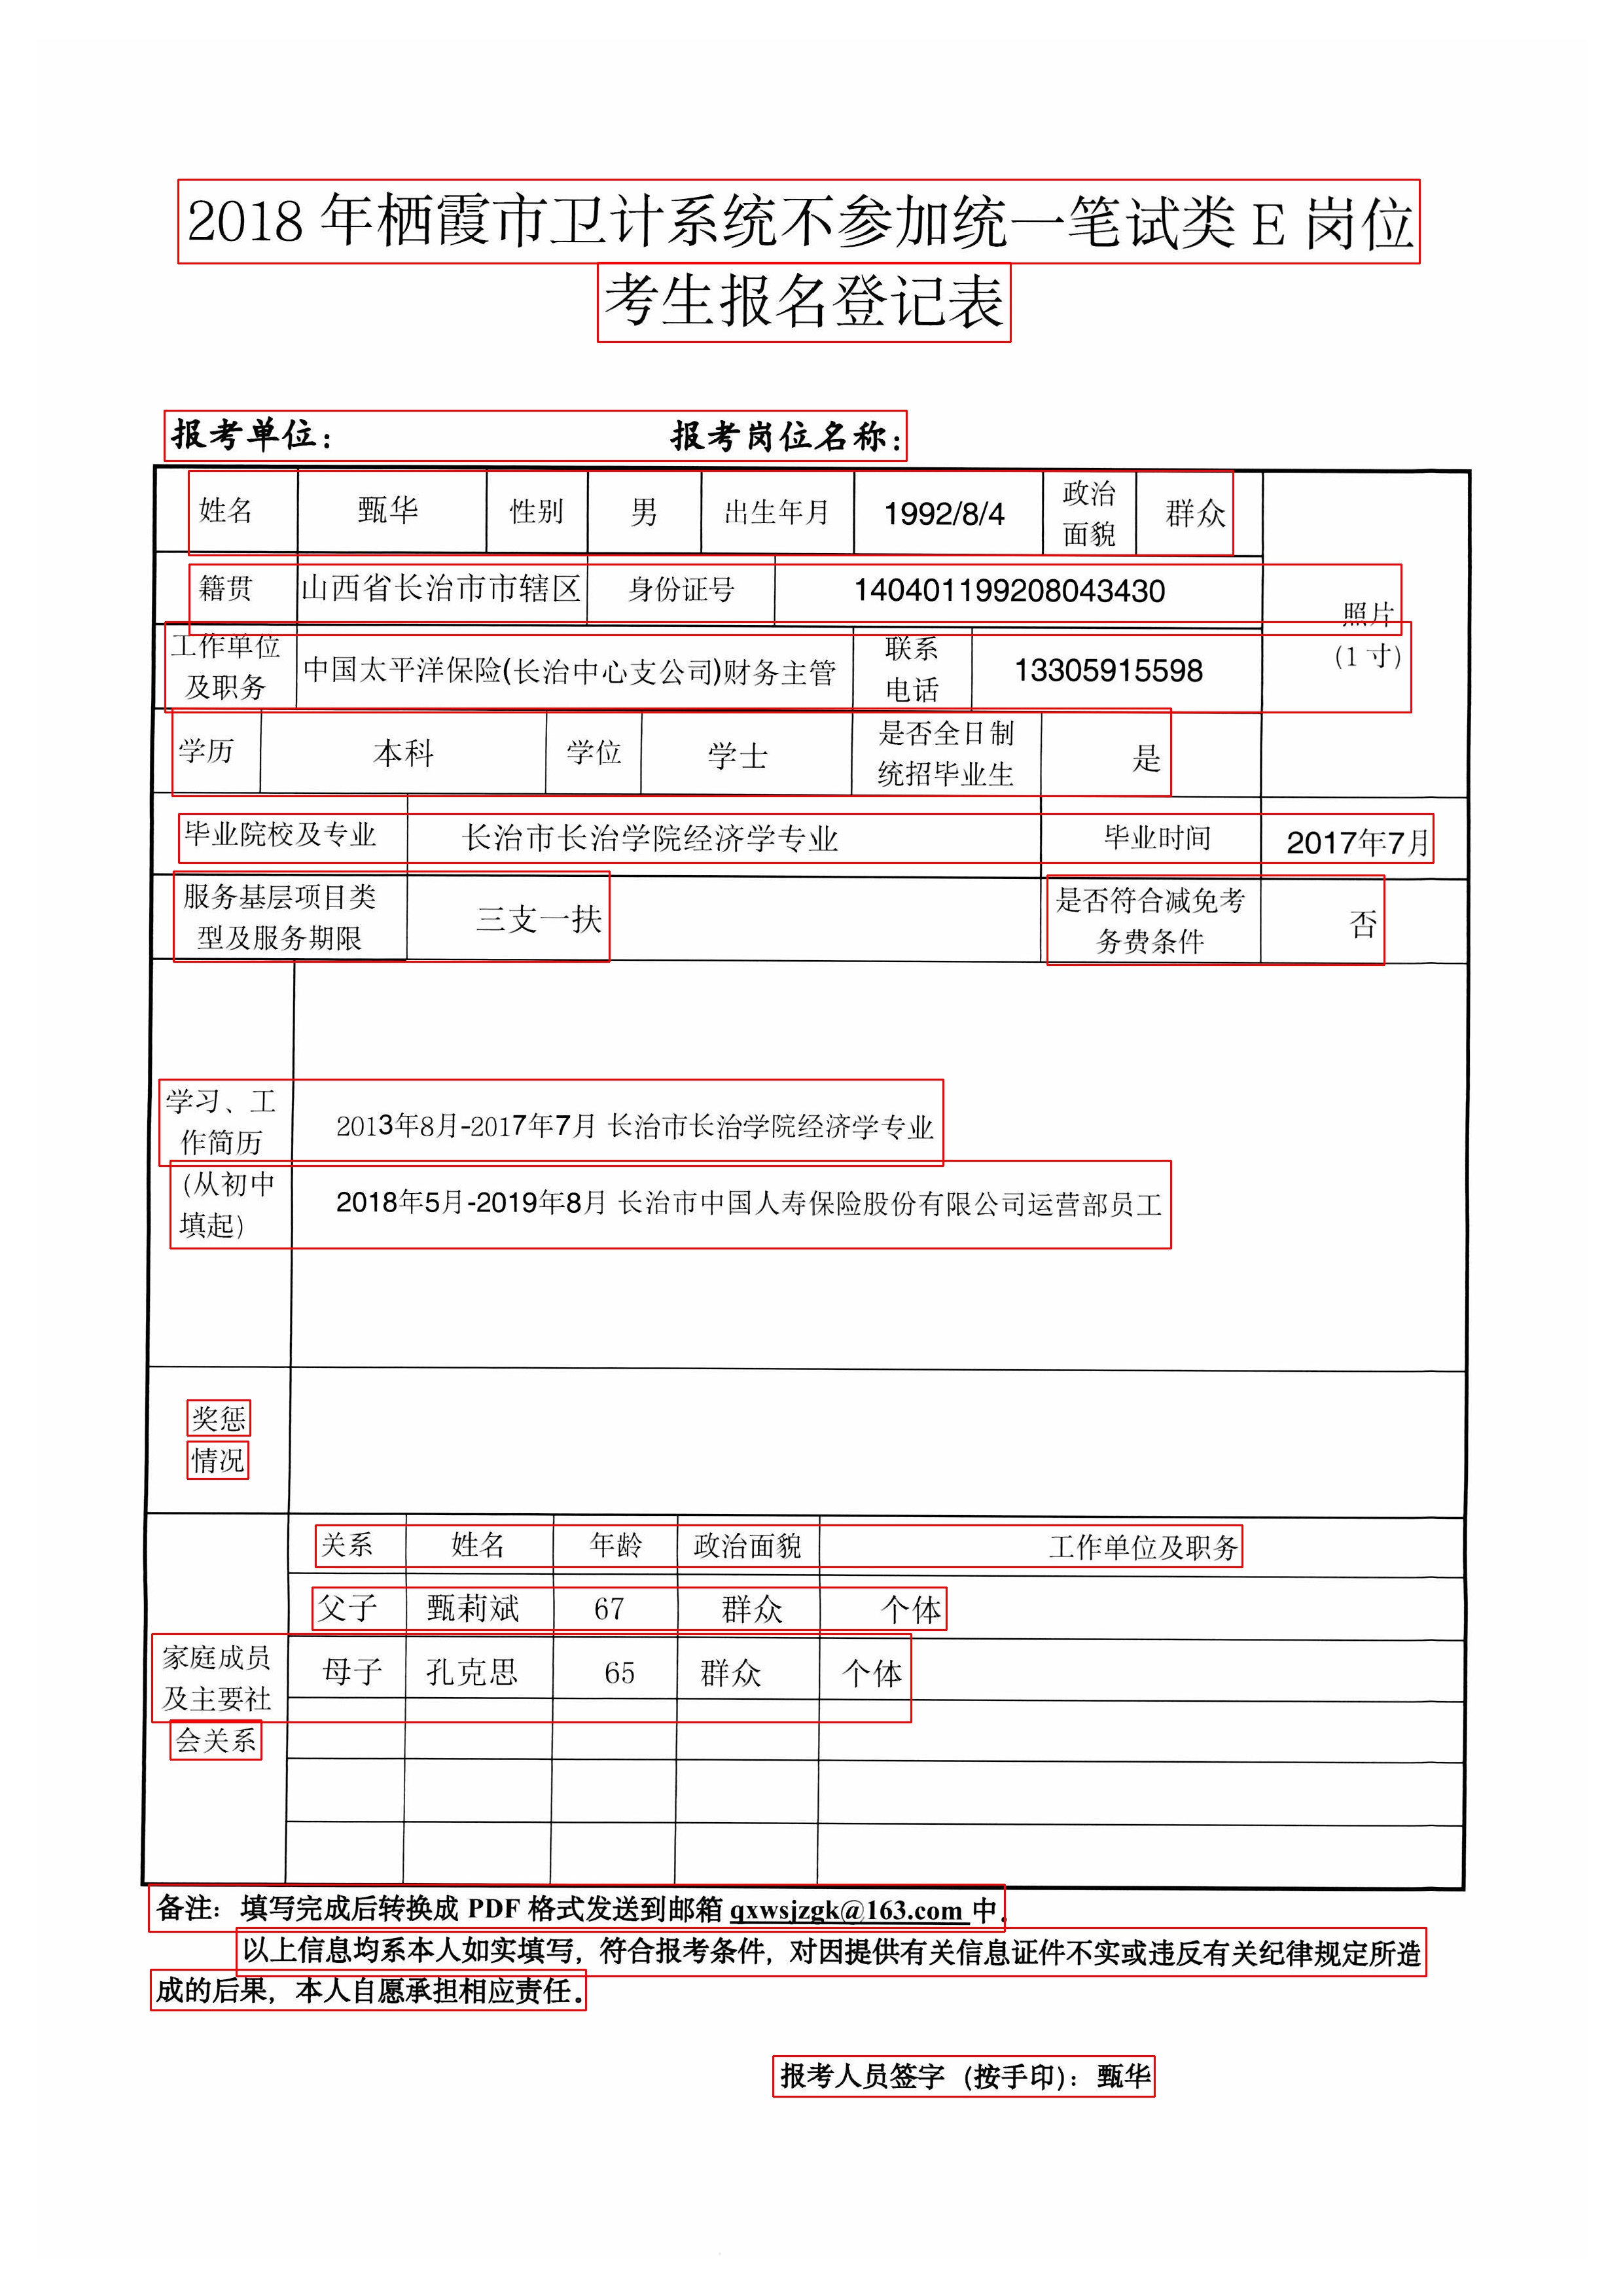 2018 年栖霞市卫计系统不参加统一笔试类 E 岗位
考生报名登记表
报考单位： 报考岗位名称：
姓名 甄华 性别 男 出生年月 1992/8/4 政治面貌 群众
籍贯 山西省长治市市辖区 身份证号 140401199208043430 照片
工作单位及职务 中国太平洋保险(长治中心支公司)财务主管 联系电话 13305915598 (1 寸)
学历 本科 学位 学士 是否全日制统招毕业生 是
毕业院校及专业 长治市长治学院经济学专业 毕业时间 2017年7月
服务基层项目类型及服务期限 三支一扶 是否符合减免考务费条件 否
学习、工作简历 2013年8月-2017年7月 长治市长治学院经济学专业
(从初中填起) 2018年5月-2019年8月 长治市中国人寿保险股份有限公司运营部员工
奖惩
情况
关系 姓名 年龄 政治面貌 工作单位及职务
父子 甄莉斌 67 群众 个体
家庭成员及主要社 母子 孔克思 65 群众 个体
会关系
备注：填写完成后转换成 PDF 格式发送到邮箱 qxwsjzgk@163.com 中。
以上信息均系本人如实填写，符合报考条件，对因提供有关信息证件不实或违反有关纪律规定所造
成的后果，本人自愿承担相应责任。
报考人员签字（按手印）：甄华